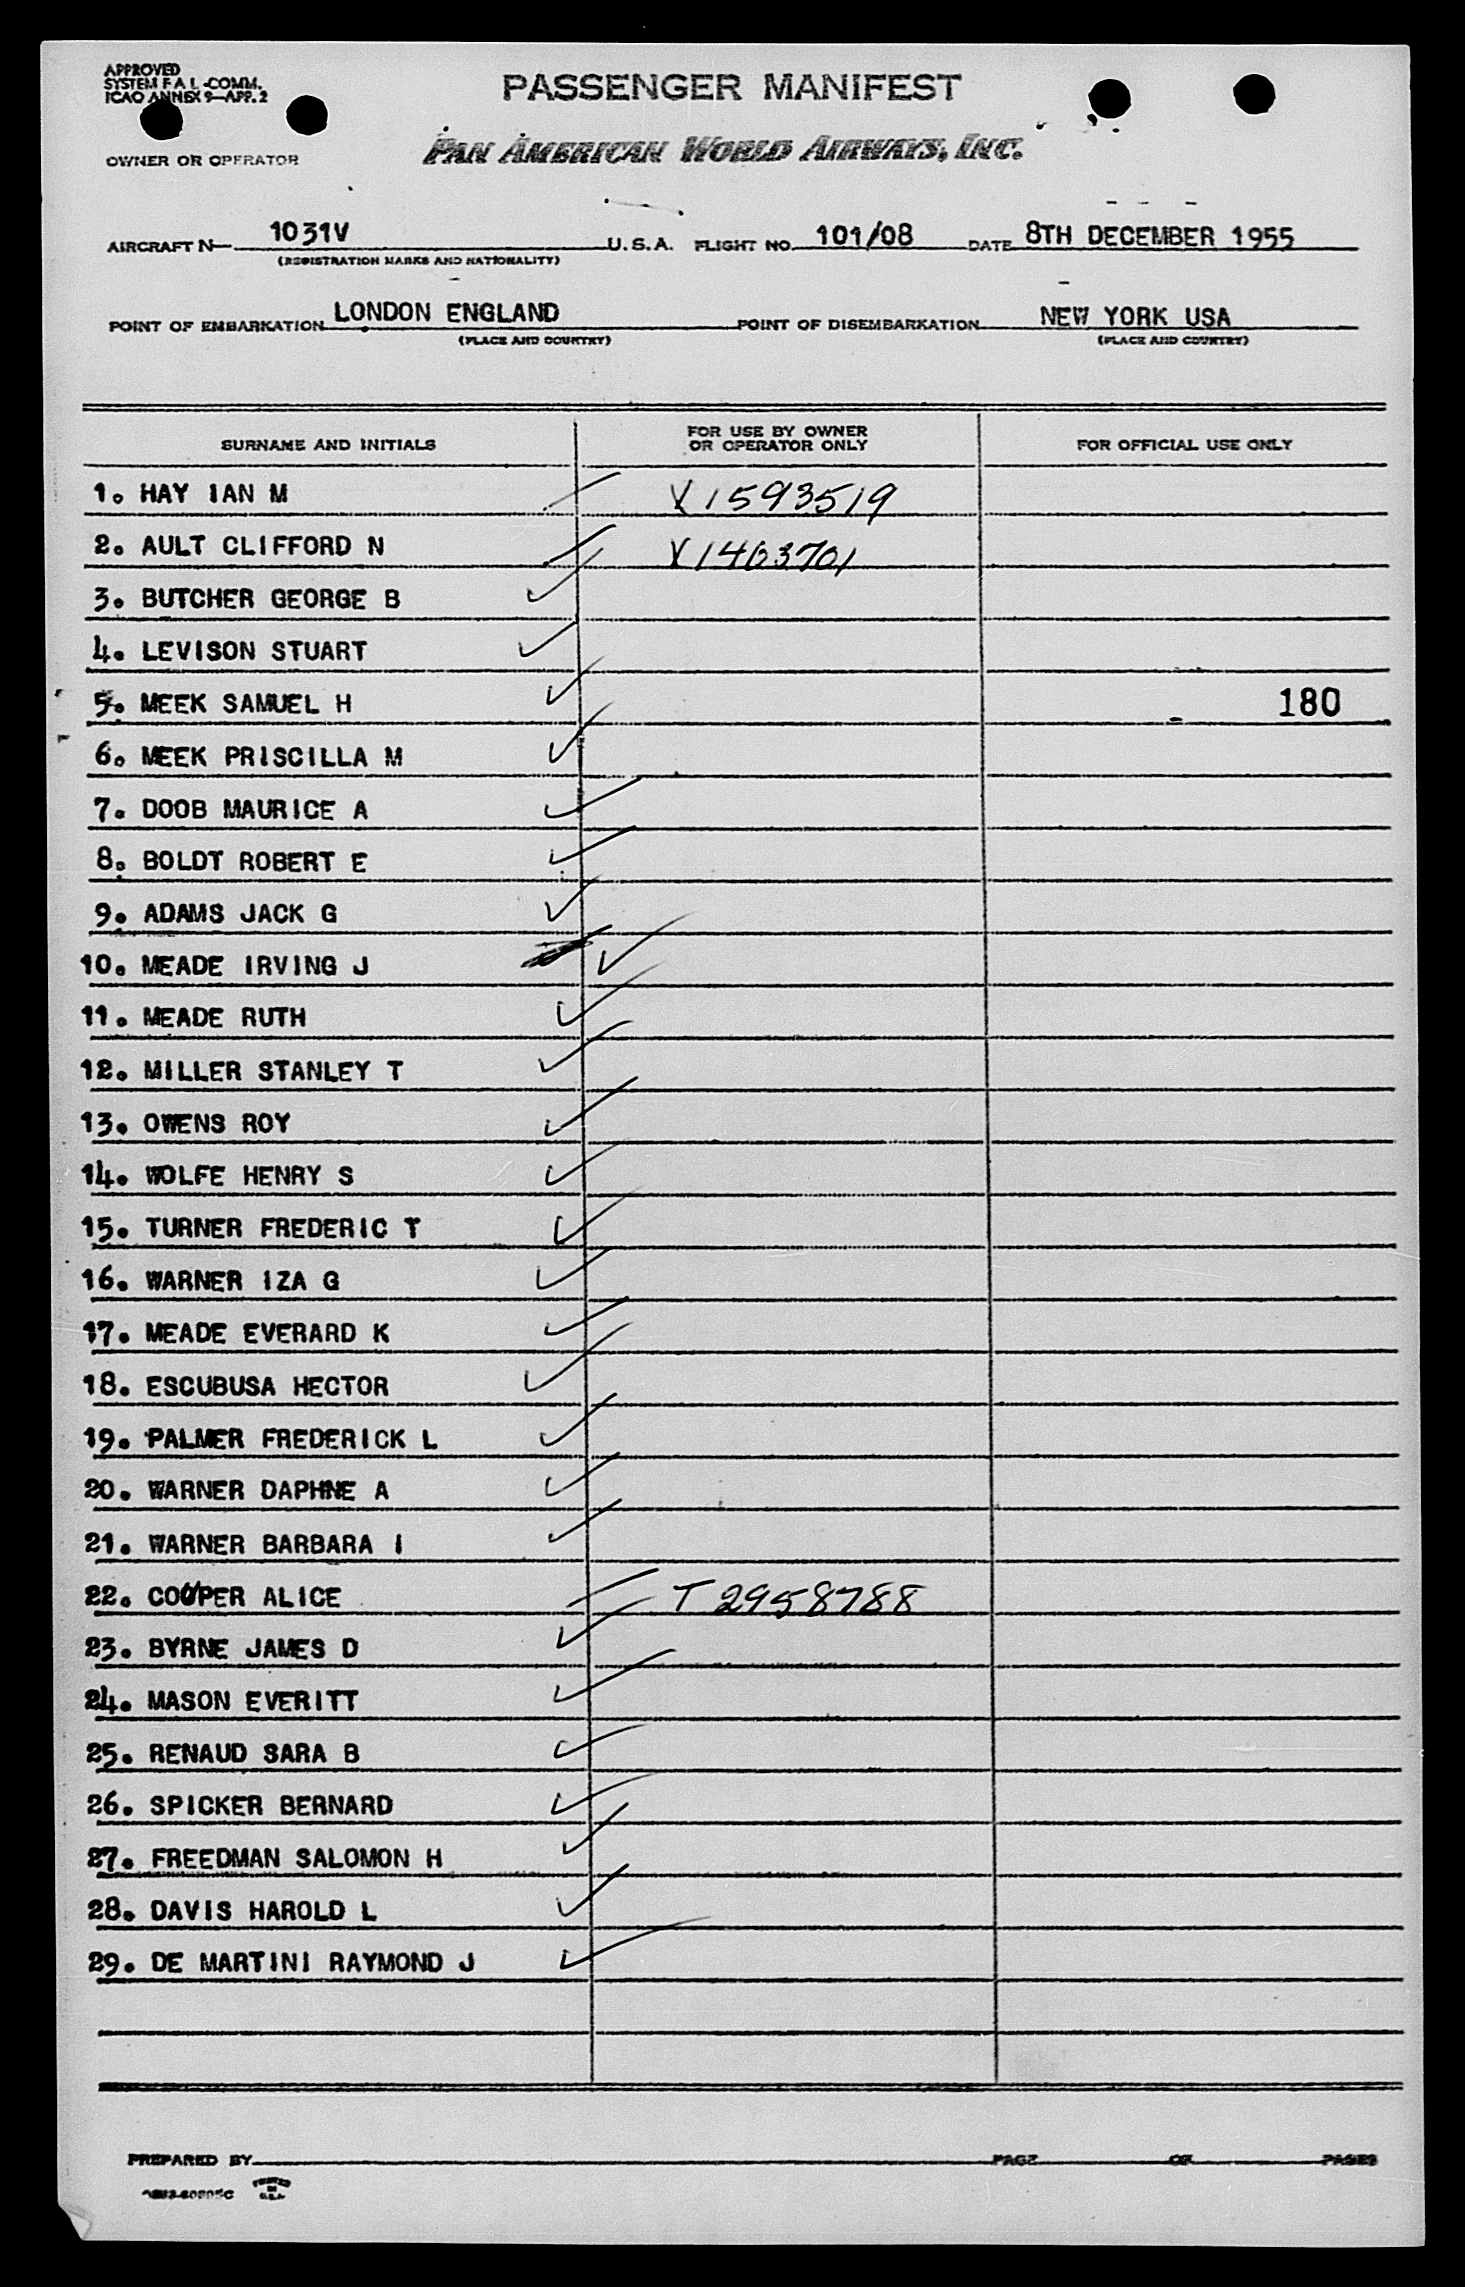 APPROVED
SYSTEM F A L-COMM.
ICAO ANNEX 9-APP. 2
PASSENGER MANIFEST
OWNER OR OPERATOR
PAN AMERICAN WORLD AIRWAYS, INC.
AIRCRAFT N- 1031V U.S.A. FLIGHT NO. 101/08 DATE 8TH DECEMBER 1955
(REGISTRATION MARKS AND NATIONALITY)
POINT OF EMBARKATION LONDON ENGLAND POINT OF DISEMBARKATION NEW YORK USA
(PLACE AND COUNTRY) (PLACE AND COUNTRY)
SURNAME AND INITIALS FOR USE BY OWNER OR OPERATOR ONLY FOR OFFICIAL USE ONLY
1. HAY IAN M V1593519
2. AULT CLIFFORD N V1463701
3. BUTCHER GEORGE B
4. LEVISON STUART
5. MEEK SAMUEL H 180
6. MEEK PRISCILLA M
7. DOOB MAURICE A
8. BOLDT ROBERT E
9. ADAMS JACK G
10. MEADE IRVING J
11. MEADE RUTH
12. MILLER STANLEY T
13. OWENS ROY
14. WOLFE HENRY S
15. TURNER FREDERIC T
16. WARNER IZA G
17. MEADE EVERARD K
18. ESCUBUSA HECTOR
19. PALMER FREDERICK L
20. WARNER DAPHNE A
21. WARNER BARBARA I
22. COUPER ALICE T2958788
23. BYRNE JAMES D
24. MASON EVERITT
25. RENAUD SARA B
26. SPICKER BERNARD
27. FREEDMAN SALOMON H
28. DAVIS HAROLD L
29. DE MARTINI RAYMOND J
PREPARED BY PAGE OF PAGES
PRINTED IN U.S.A.